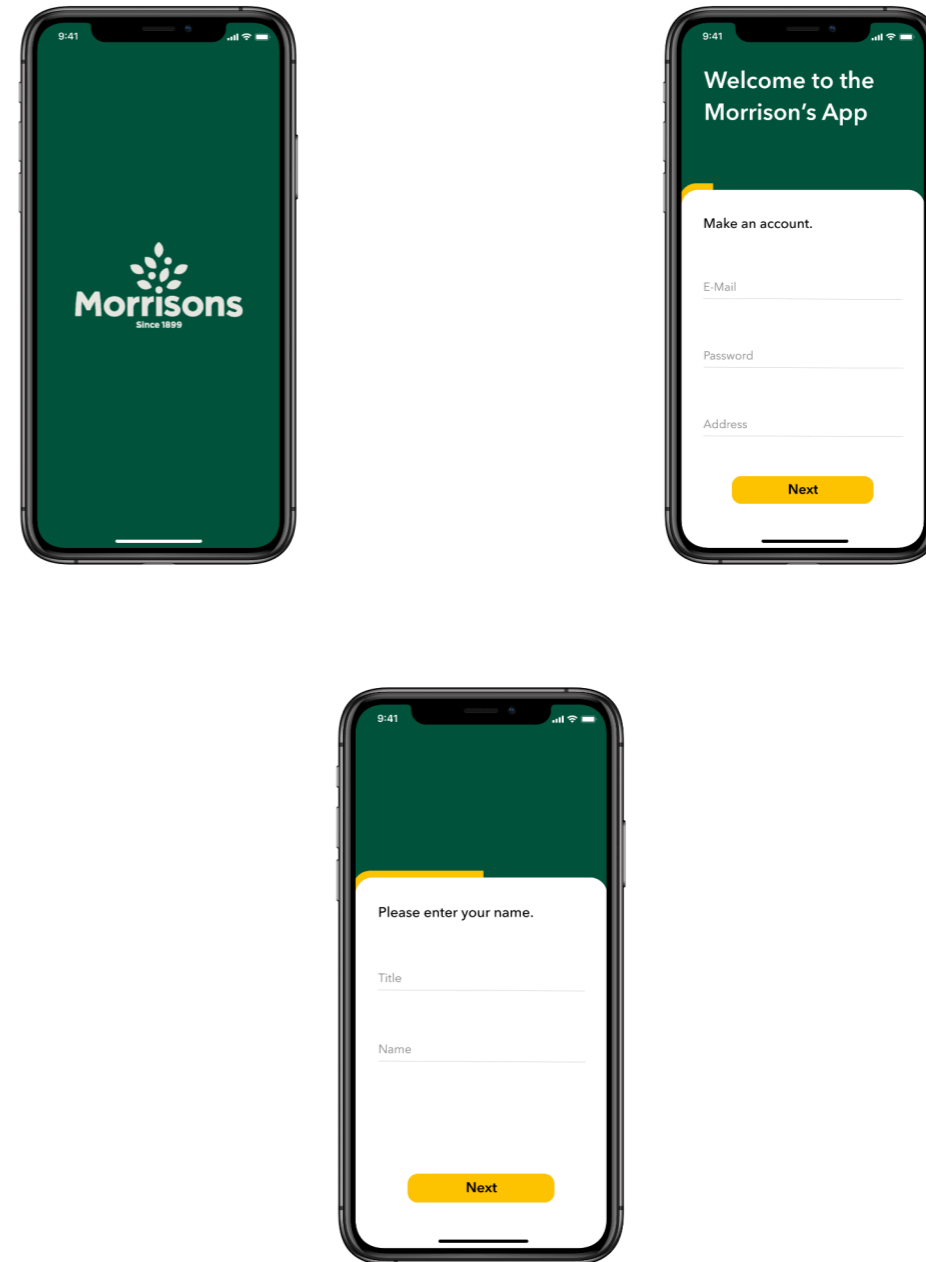 9:41
Morrisons
Since 1899
9:41
Welcome to the
Morrison’s App
Make an account.
E-Mail
Password
Address
Next
9:41
Please enter your name.
Title
Name
Next